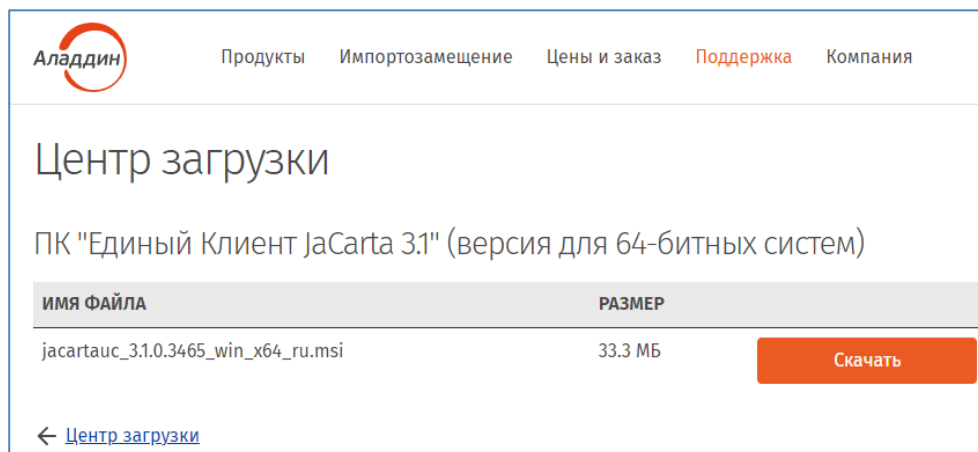 Аладдин
Продукты Импортозамещение Цены и заказ Поддержка Компания
Центр загрузки
ПК "Единый Клиент JaCarta 3.1" (версия для 64-битных систем)
ИМЯ ФАЙЛА РАЗМЕР
jacartauc_3.1.0.3465_win_x64_ru.msi 33.3 МБ Скачать
← Центр загрузки